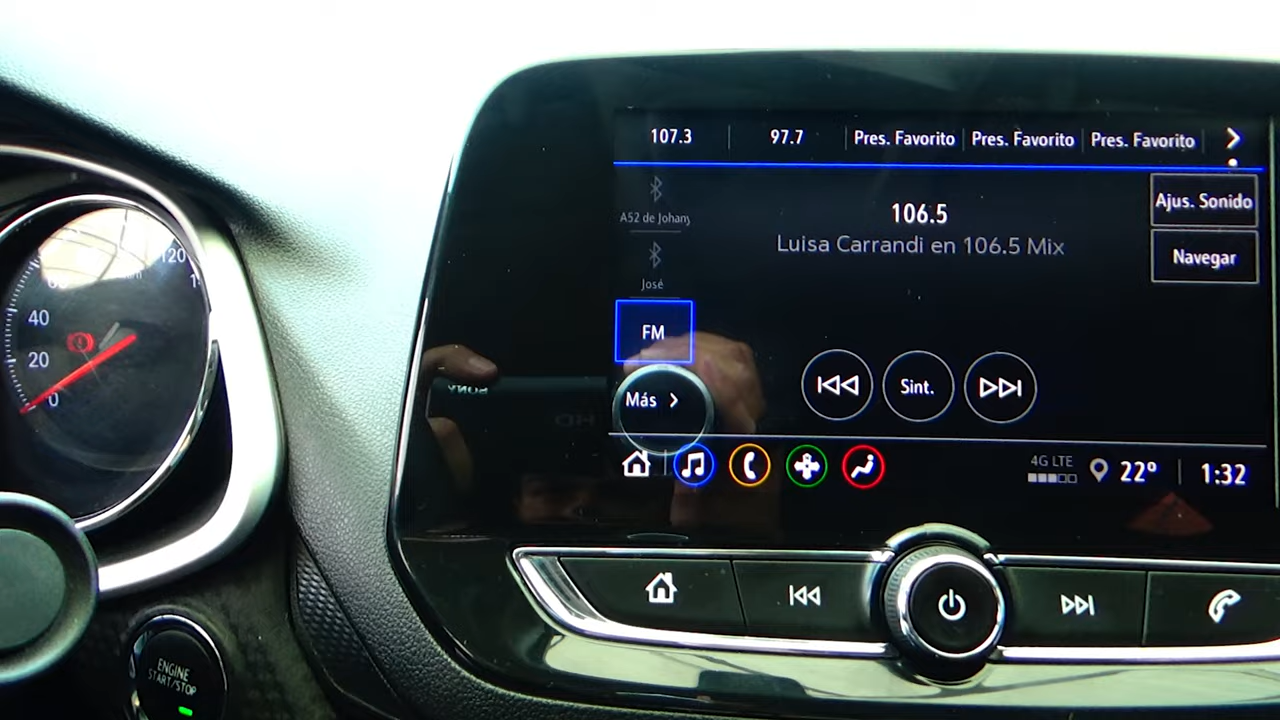 107.3
97.7
Pres. Favorito
Pres. Favorito
Pres. Favorito
A52 de Johany
106.5
Ajus. Sonido
Luisa Carrandi en 106.5 Mix
Navegar
José
FM
Más
Sint.
4G LTE
22°
1:32
120
40
20
0
SONY
ENGINE
START/STOP